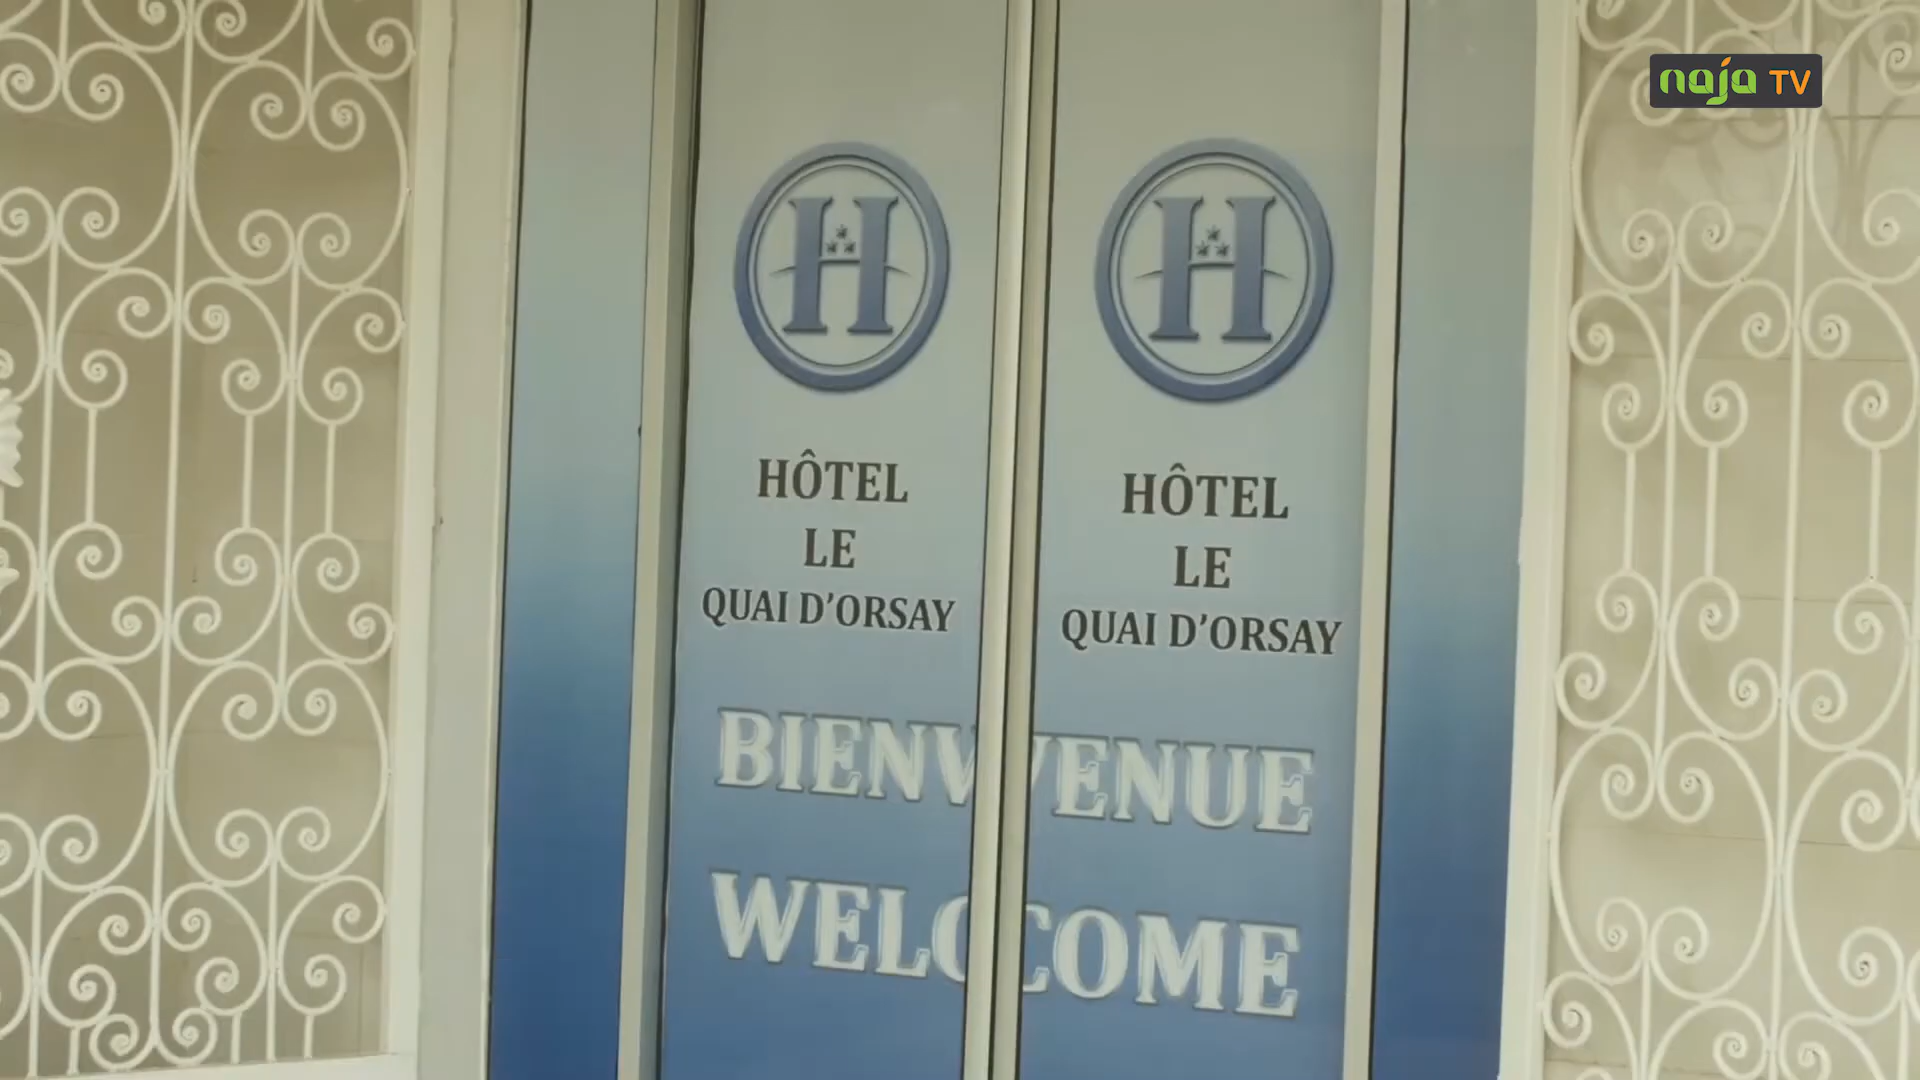 naja TV
H
HÔTEL
LE
QUAI D'ORSAY
H
HÔTEL
LE
QUAI D'ORSAY
BIENVENUE
WELCOME